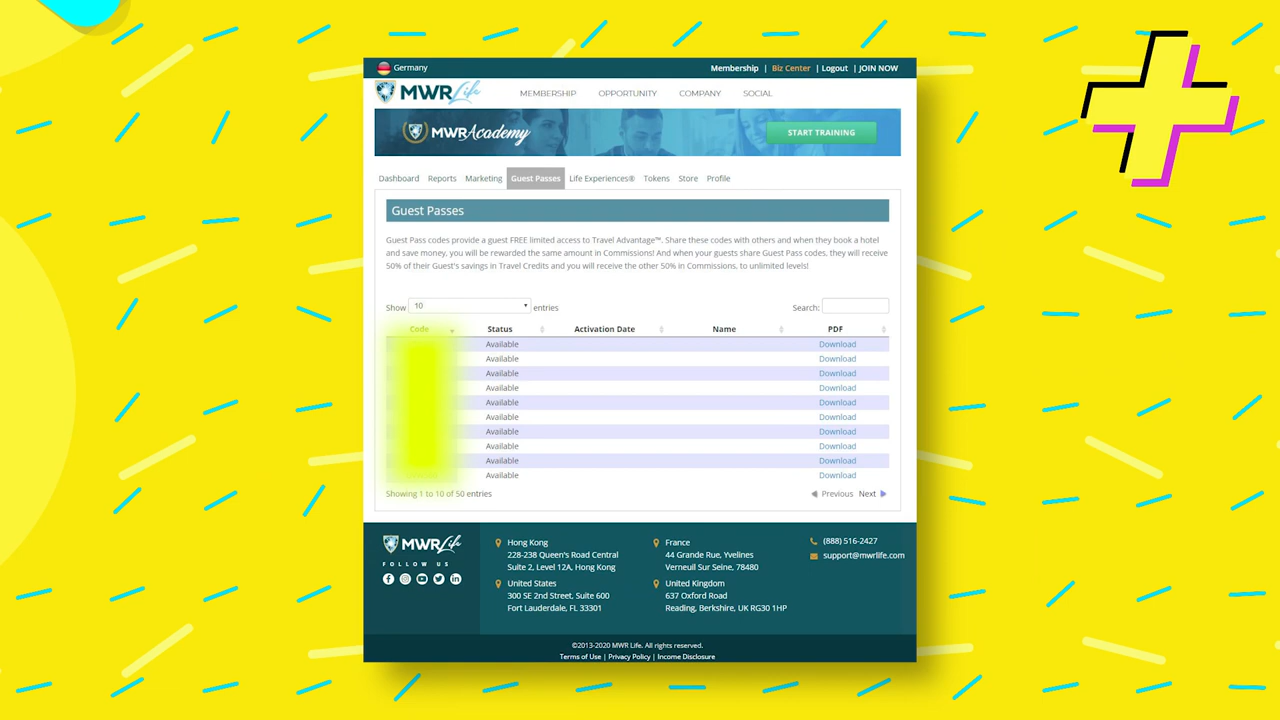 Germany
Membership | Biz Center | Logout | JOIN NOW
MWR Life
MEMBERSHIP OPPORTUNITY COMPANY SOCIAL
MWRAcademy
START TRAINING
Dashboard Reports Marketing Guest Passes Life Experiences® Tokens Store Profile
Guest Passes
Guest Pass codes provide a guest FREE limited access to Travel Advantage™. Share these codes with others and when they book a hotel
and save money, you will be rewarded the same amount in Commissions! And when your guests share Guest Pass codes, they will receive
50% of their Guest's savings in Travel Credits and you will receive the other 50% in Commissions, to unlimited levels!
Show 10 entries
Search:
Code Status Activation Date Name PDF
Available Download
Available Download
Available Download
Available Download
Available Download
Available Download
Available Download
Available Download
Available Download
Available Download
Showing 1 to 10 of 50 entries
Previous Next
MWR Life
FOLLOW US
Hong Kong
228-238 Queen's Road Central
Suite 2, Level 12A, Hong Kong
United States
300 SE 2nd Street, Suite 600
Fort Lauderdale, FL 33301
France
44 Grande Rue, Yvelines
Verneuil Sur Seine, 78480
United Kingdom
637 Oxford Road
Reading, Berkshire, UK RG30 1HP
(888) 516-2427
support@mwrlife.com
©2013-2020 MWR Life. All rights reserved.
Terms of Use | Privacy Policy | Income Disclosure